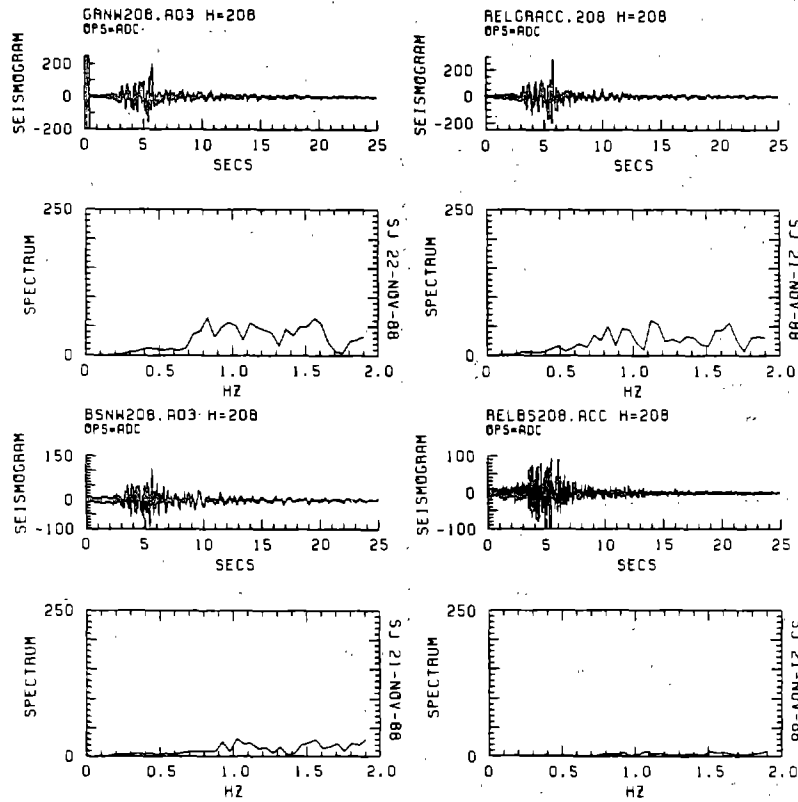 GRNW208.A03 H=208
OPS=ADC
SEISMOGRAM
200
0
-200
0 5 10 15 20 25
SECS
RELGRACC.208 H=208
OPS=ADC
SEISMOGRAM
200
0
-200
0 5 10 15 20 25
SECS
SPECTRUM
250
0
0.5 1.0 1.5 2.0
HZ
SJ 22-NOV-88
SPECTRUM
250
0
0 0.5 1.0 1.5 2.0
HZ
BSNW208.A03 H=208
OPS=ADC
SEISMOGRAM
150
0
-100
0 5 10 15 20 25
SECS
RELBS208.ACC H=208
OPS=ADC
SEISMOGRAM
100
0
-100
0 5 10 15 20 25
SECS
SPECTRUM
250
0
0 0.5 1.0 1.5 2.0
HZ
SJ 21-NOV-88
SPECTRUM
250
0
0 0.5 1.0 1.5 2.0
HZ